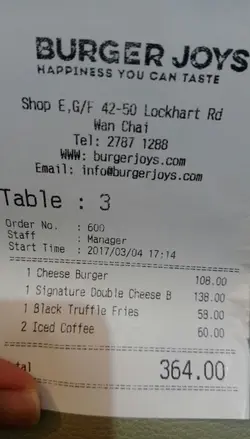 BURGER JOYS
HAPPINESS YOU CAN TASTE
Shop E,G/F 42-50 Lockhart Rd
Wan Chai
Tel: 2787 1288
WWW: burgerjoys.com
Email: info@burgerjoys.com
Table : 3
Order No. : 600
Staff : Manager
Start Time : 2017/03/04 17:14
1 Cheese Burger 108.00
1 Signature Double Cheese B 138.00
1 Black Truffle Fries 58.00
2 Iced Coffee 60.00
364.00